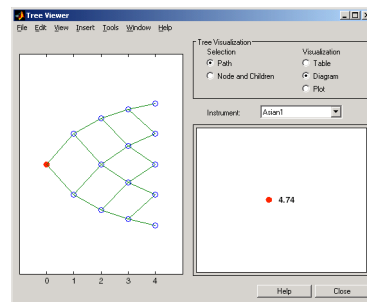 Tree Viewer
File Edit View Insert Tools Window Help
Tree Visualization
Selection
Visualization
Path
Table
Node and Children
Diagram
Plot
Instrument:
Asian1
4.74
0 1 2 3 4
Help
Close